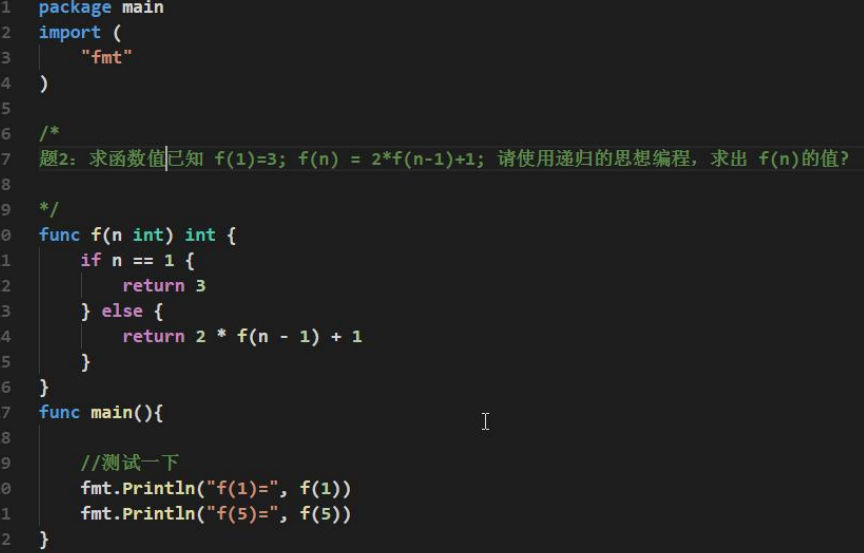 1 package main
2 import (
3 "fmt"
4 )
5
6 /*
7 题2: 求函数值已知 f(1)=3; f(n) = 2*f(n-1)+1; 请使用递归的思想编程，求出 f(n)的值?
8
9 */
0 func f(n int) int {
1 if n == 1 {
2 return 3
3 } else {
4 return 2 * f(n - 1) + 1
5 }
6 }
7 func main(){
8
9 //测试一下
0 fmt.Println("f(1)=", f(1))
1 fmt.Println("f(5)=", f(5))
2 }